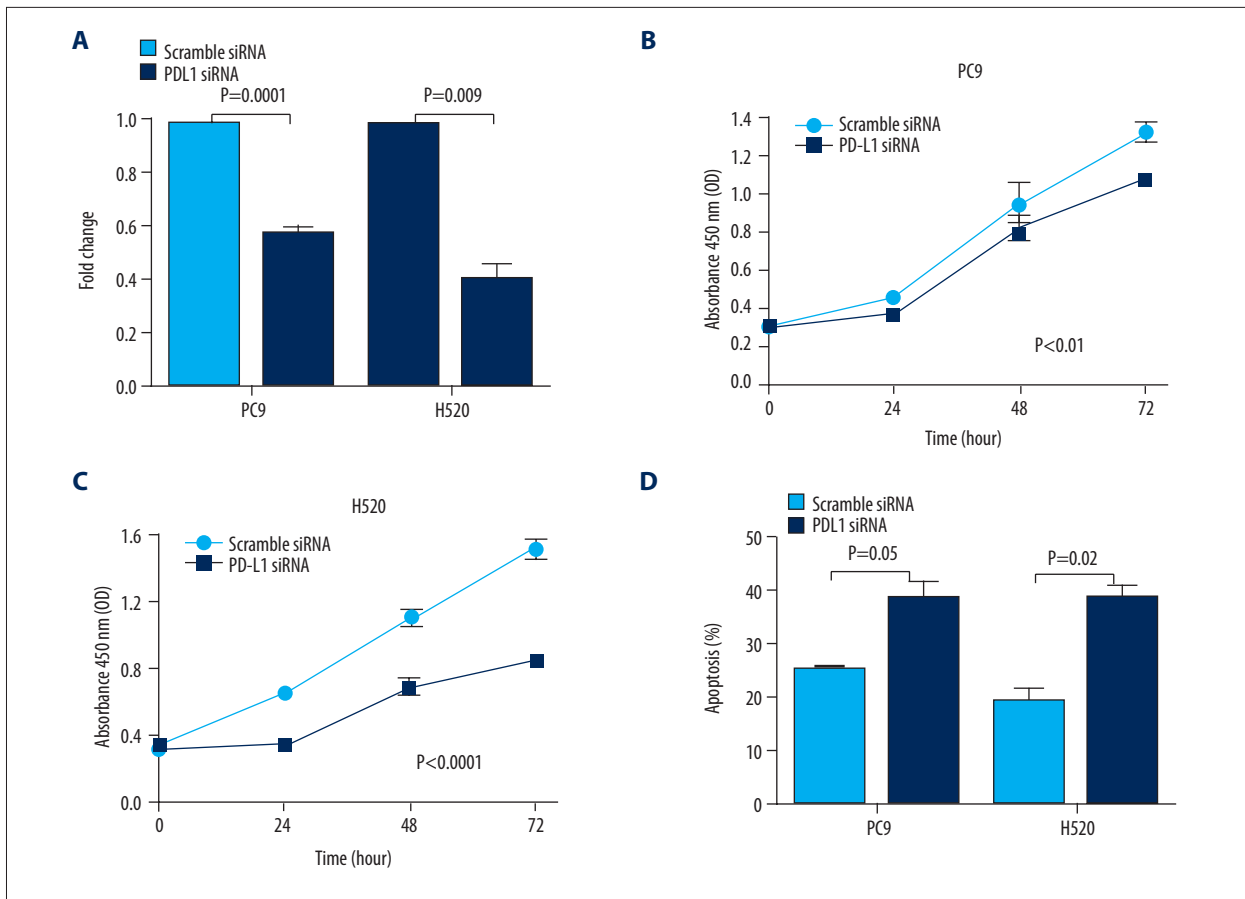 A
Scramble siRNA
PDL1 siRNA
P=0.0001
P=0.009
1.0
0.8
0.6
0.4
0.2
0.0
Fold change
PC9
H520
B
PC9
Scramble siRNA
PD-L1 siRNA
1.4
1.2
1.0
0.8
0.6
0.4
0.2
0.0
Absorbance 450 nm (OD)
P<0.01
0
24
48
72
Time (hour)
C
H520
Scramble siRNA
PD-L1 siRNA
1.6
1.2
0.8
0.4
0.0
Absorbance 450 nm (OD)
P<0.0001
0
24
48
72
Time (hour)
D
Scramble siRNA
PDL1 siRNA
P=0.05
P=0.02
50
40
30
20
10
0
Apoptosis (%)
PC9
H520